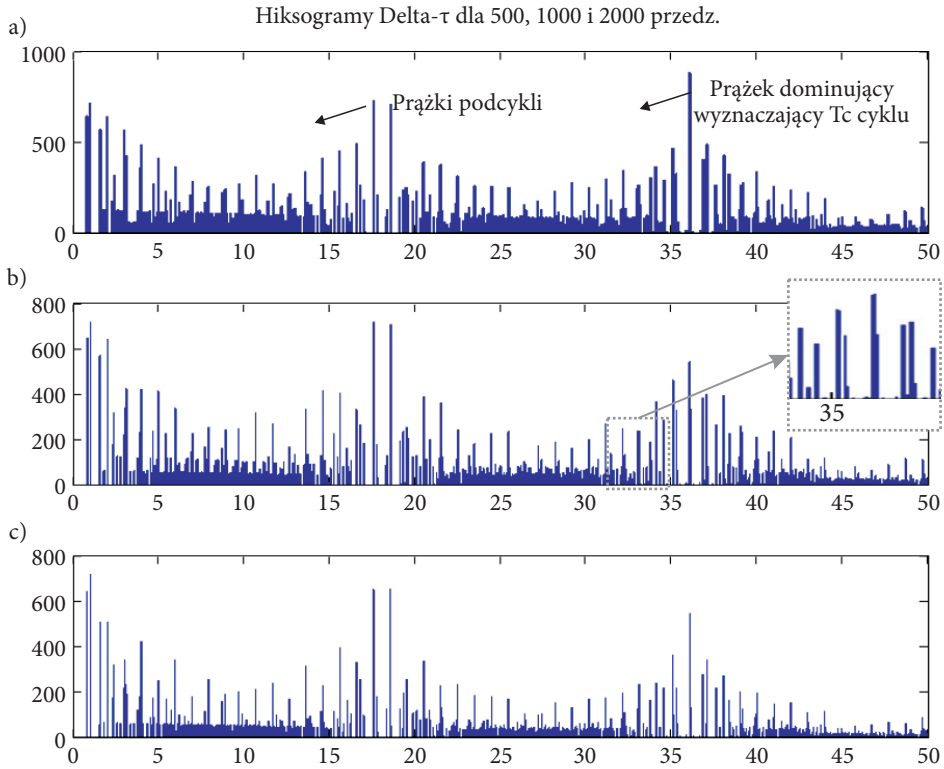 Hiksogramy Delta-τ dla 500, 1000 i 2000 przedz.
a)
1000
500
0
Prążki podcykli
Prążek dominujący
wyznaczający Tc cyklu
0 5 10 15 20 25 30 35 40 45 50
b)
800
600
400
200
0
35
0 5 10 15 20 25 30 35 40 45 50
c)
800
600
400
200
0
0 5 10 15 20 25 30 35 40 45 50